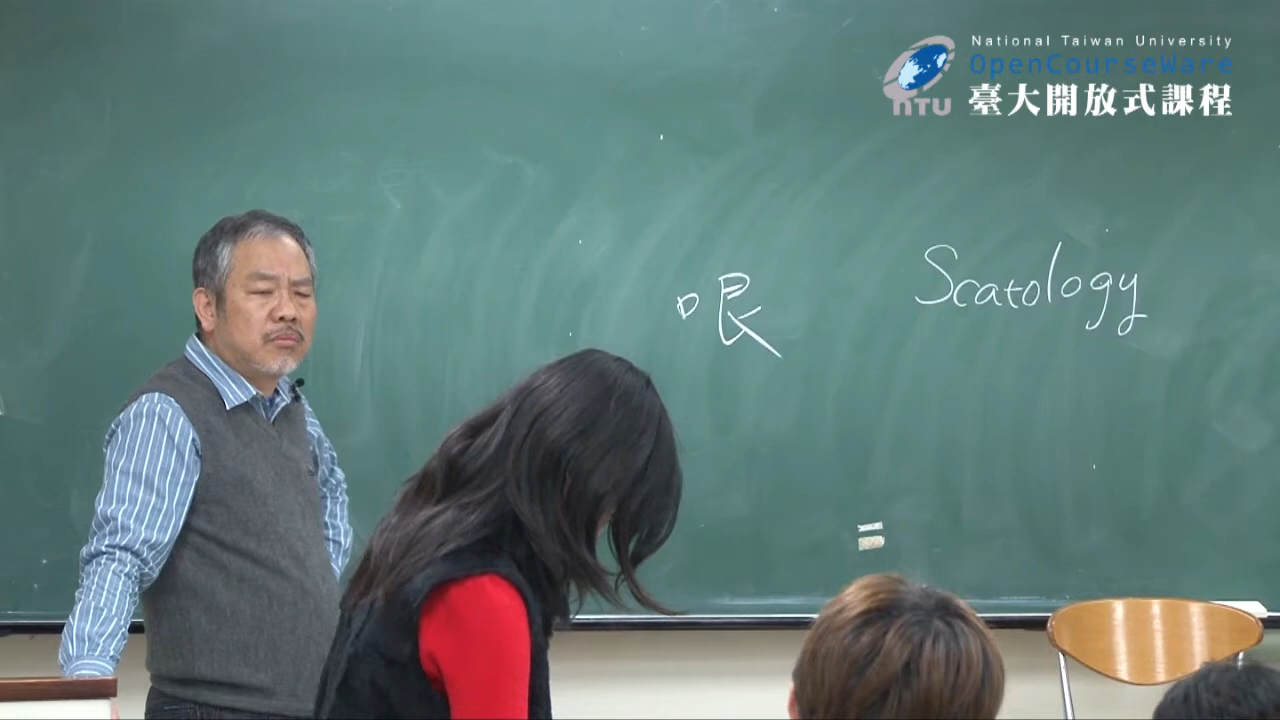 National Taiwan University
OpenCourseWare
臺大開放式課程
NTU
哏 Scatology